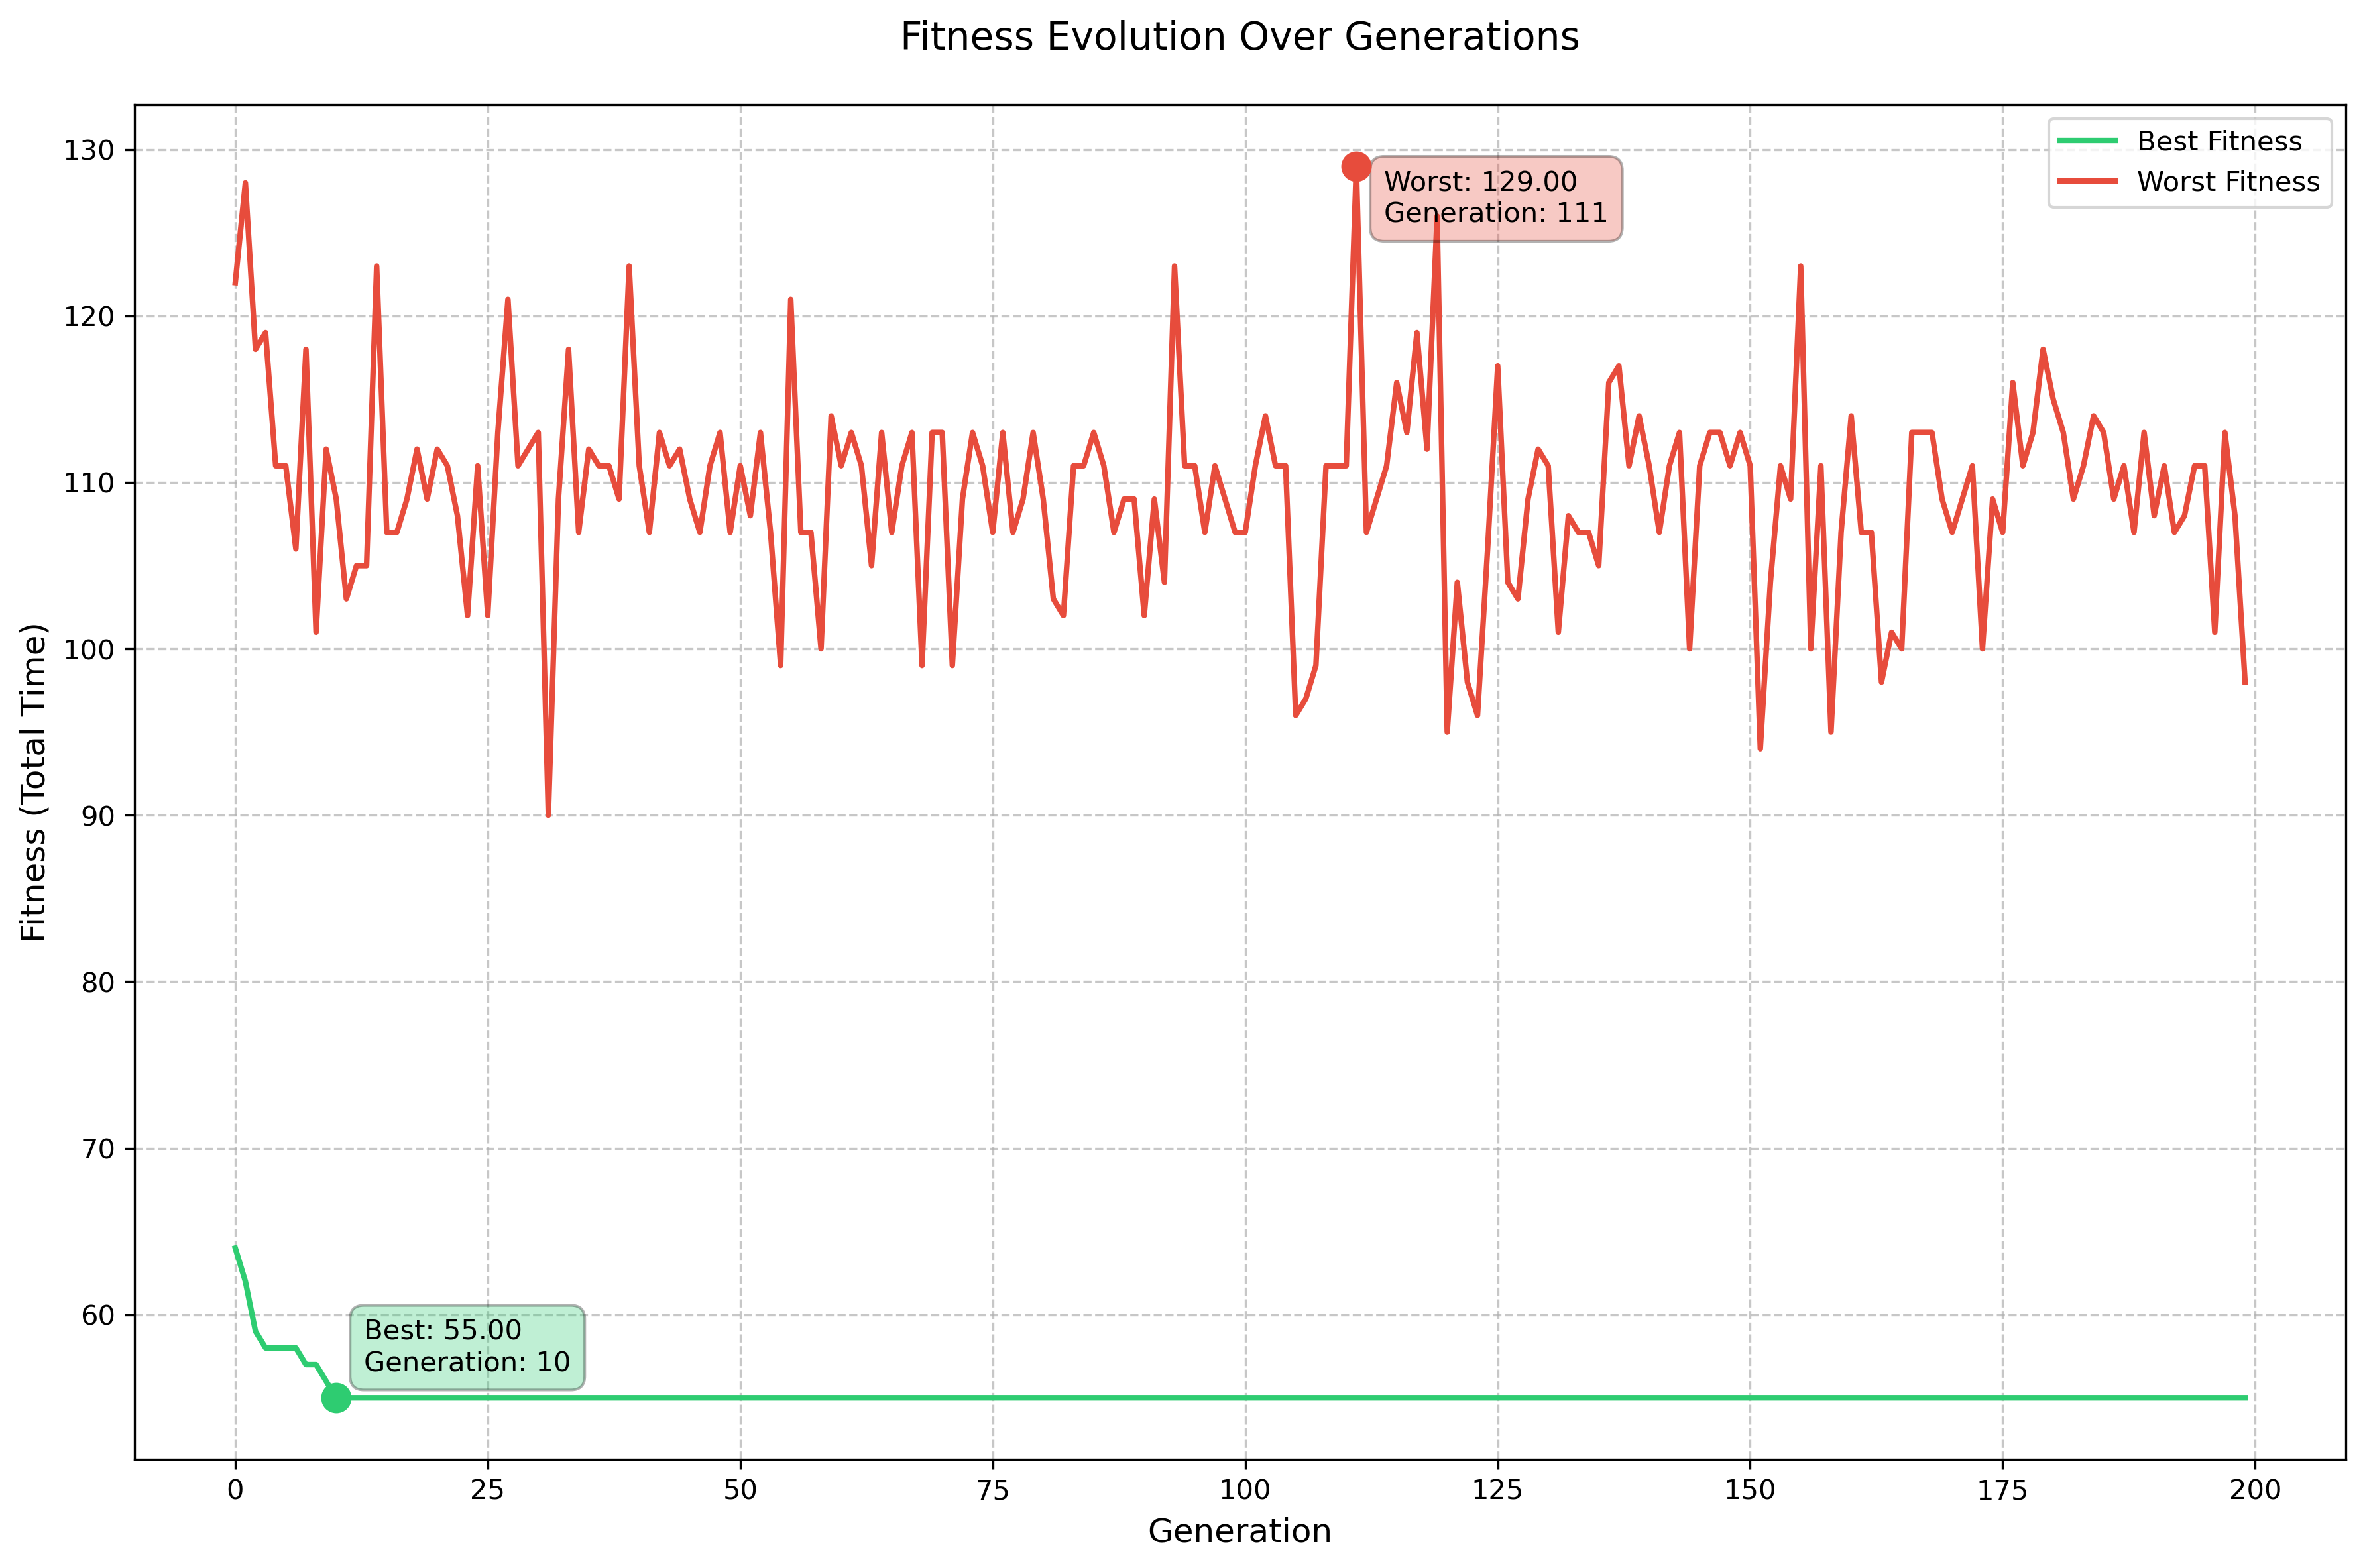 Fitness Evolution Over Generations
Best Fitness
Worst Fitness
Worst: 129.00
Generation: 111
Best: 55.00
Generation: 10
130
120
110
100
90
80
70
60
Fitness (Total Time)
0 25 50 75 100 125 150 175 200
Generation